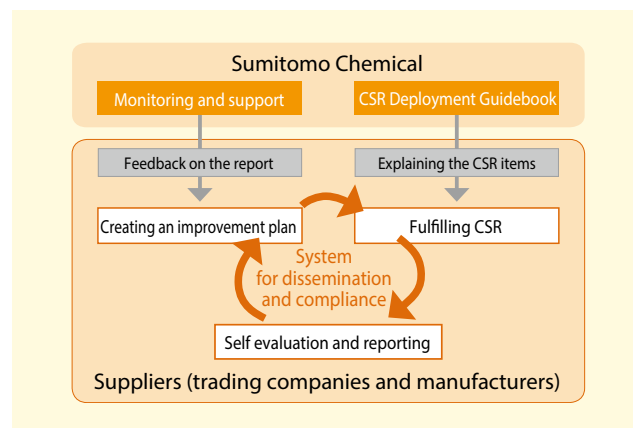 Sumitomo Chemical
Monitoring and support
CSR Deployment Guidebook
Feedback on the report
Explaining the CSR items
Creating an improvement plan
Fulfilling CSR
System
for dissemination
and compliance
Self evaluation and reporting
Suppliers (trading companies and manufacturers)